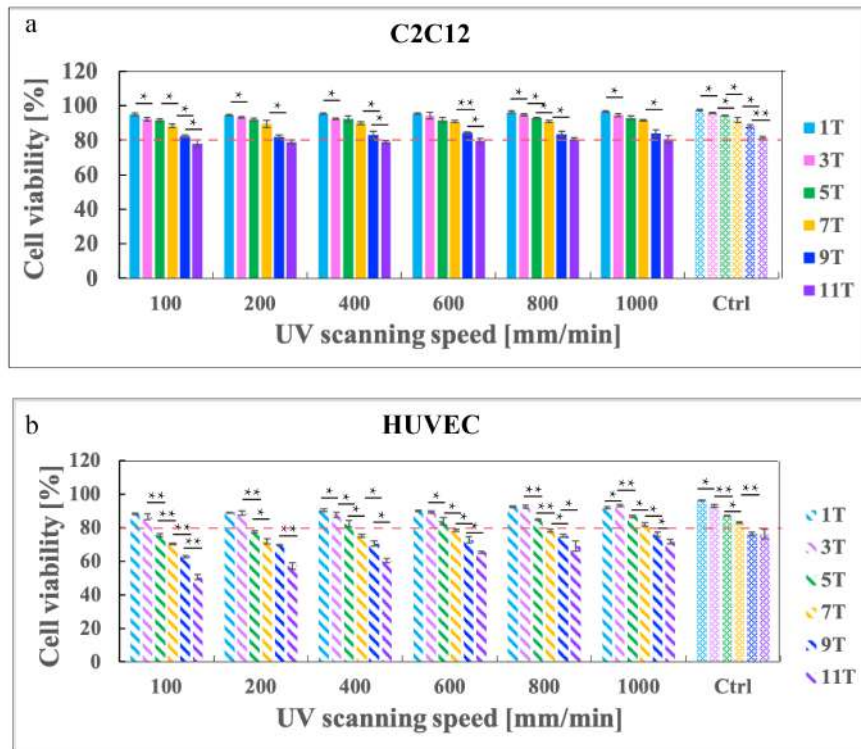 a
C2C12
Cell viability [%]
120
100
80
60
40
20
0
* * * *
* *
* * *
** *
* * * *
* *
* * * * **
100 200 400 600 800 1000 Ctrl
UV scanning speed [mm/min]
1T
3T
5T
7T
9T
11T
b
HUVEC
Cell viability [%]
120
100
80
60
40
20
0
** ** ** **
** * **
* * * * *
* * * *
** ** * *
* ** * * *
* ** * **
100 200 400 600 800 1000 Ctrl
UV scanning speed [mm/min]
1T
3T
5T
7T
9T
11T